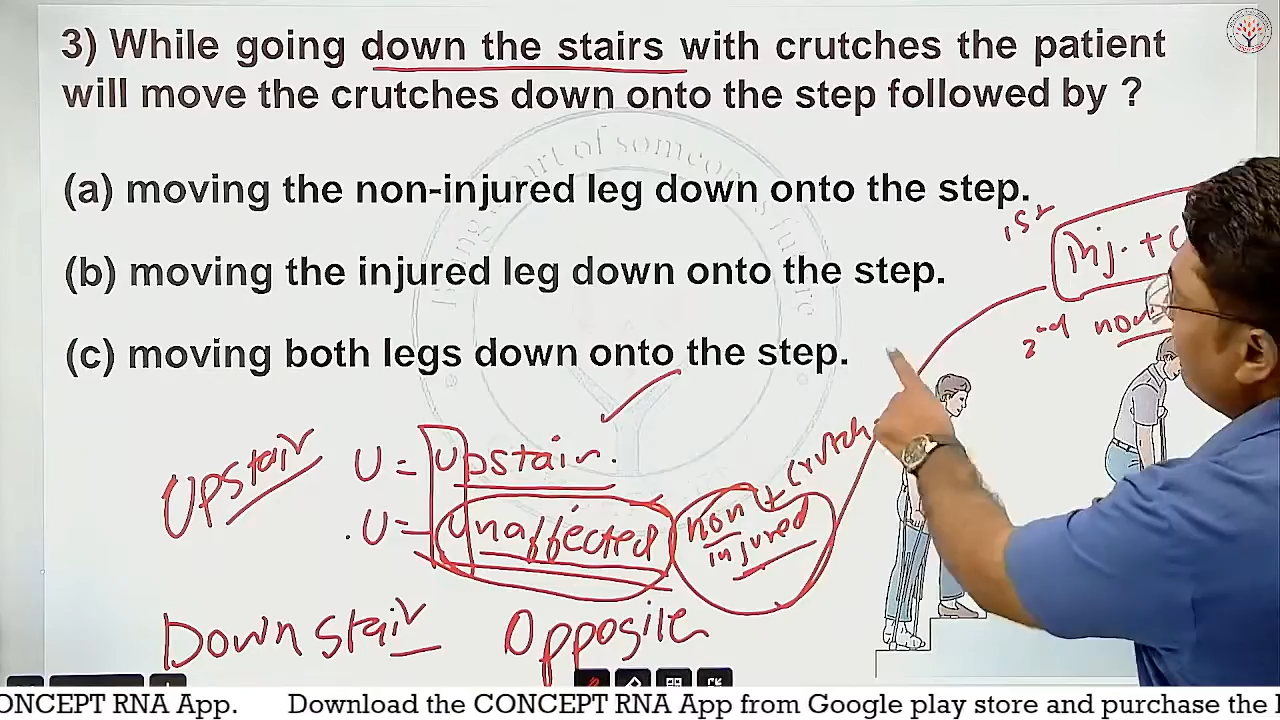 3) While going down the stairs with crutches the patient
will move the crutches down onto the step followed by ?
(a) moving the non-injured leg down onto the step.
(b) moving the injured leg down onto the step.
(c) moving both legs down onto the step.
1st
Inj. + C
2nd non
Upstair
U = Upstair.
U = Unaffected
non
injured
+ Crutch
Down stair
Opposite
ONCEPT RNA App.
Download the CONCEPT RNA App from Google play store and purchase the